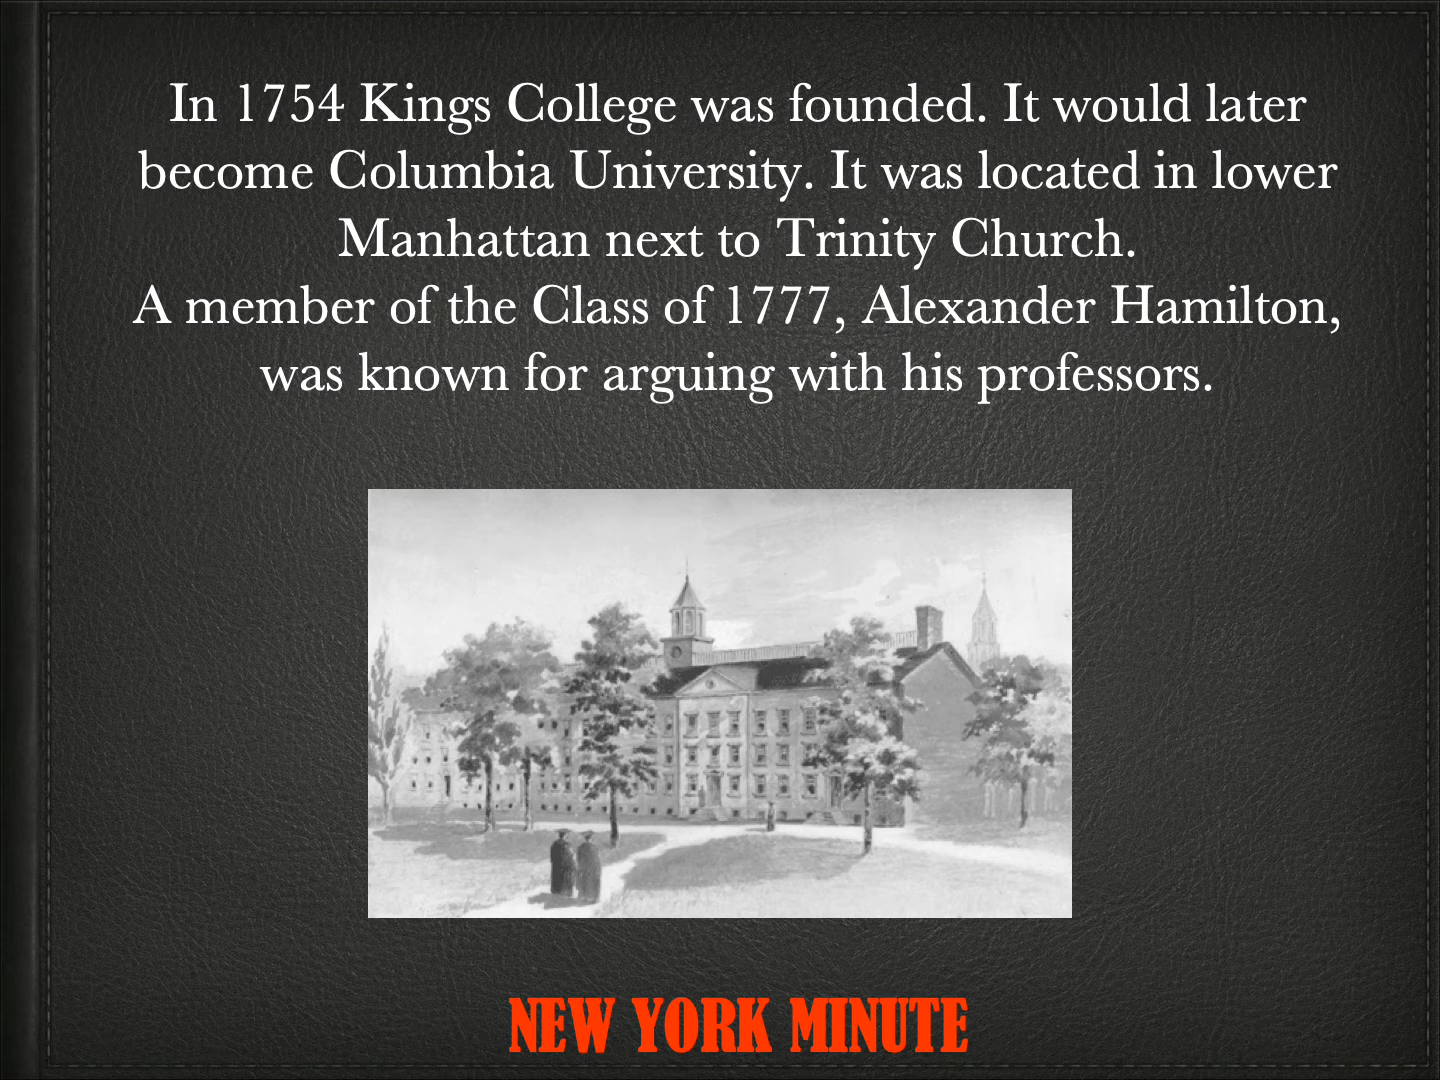 In 1754 Kings College was founded. It would later
become Columbia University. It was located in lower
Manhattan next to Trinity Church.
A member of the Class of 1777, Alexander Hamilton,
was known for arguing with his professors.
NEW YORK MINUTE